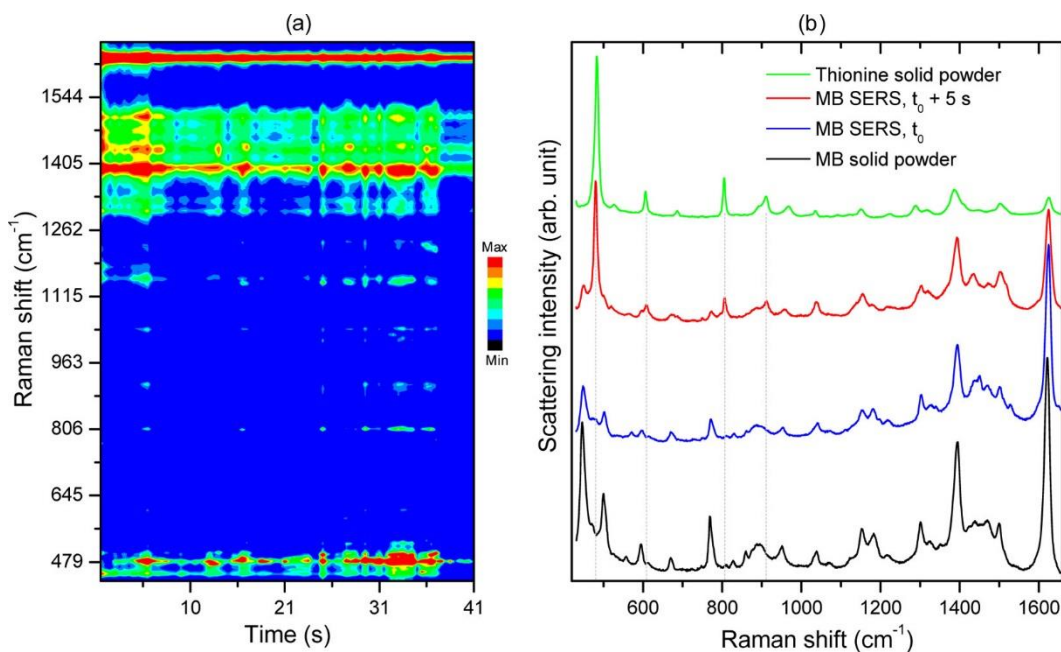 (a)
Raman shift (cm⁻¹)
1544
1405
1262
1115
963
806
645
479
10
21
31
41
Time (s)
Max
Min
(b)
Scattering intensity (arb. unit)
Thionine solid powder
MB SERS, t₀ + 5 s
MB SERS, t₀
MB solid powder
600
800
1000
1200
1400
1600
Raman shift (cm⁻¹)